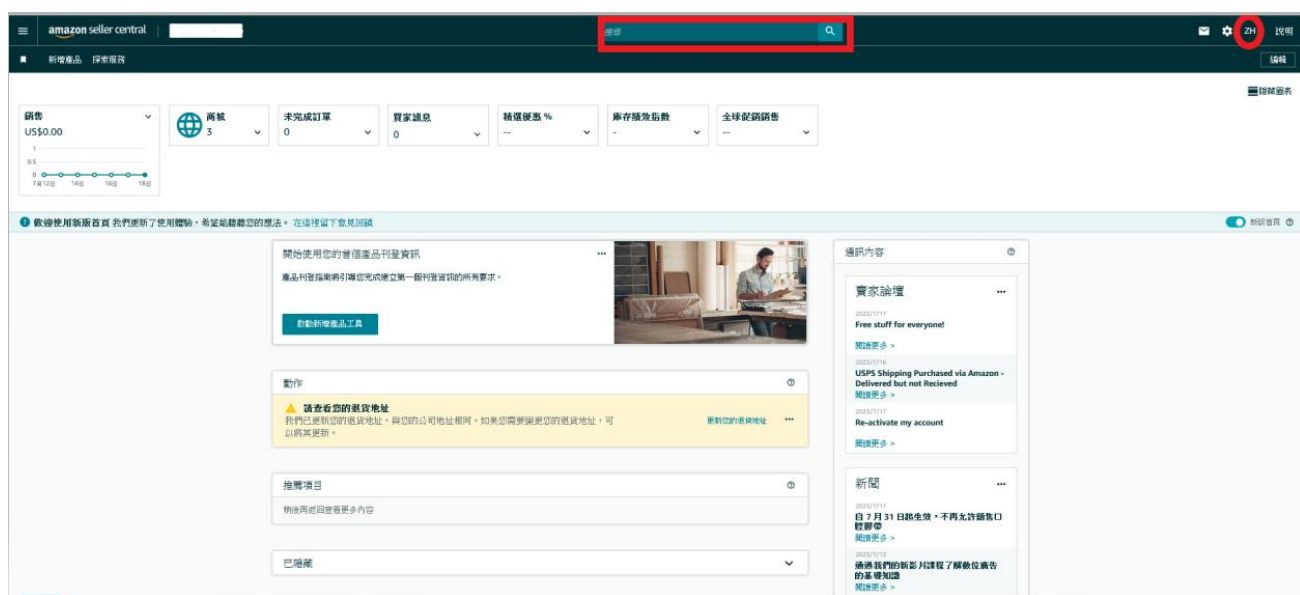 amazon seller central
搜尋
ZH
說明
新增產品 探索服務
編輯
隱藏圖表
銷售
US$0.00
1
0.5
0
7月12日 14日 16日 18日
商城
3
未完成訂單
0
買家訊息
0
精選優惠 %
--
庫存績效指數
-
全球促銷銷售
--
歡迎使用新版首頁 我們更新了使用體驗,希望能聽聽您的想法。 在這裡留下意見回饋
新版首頁
開始使用您的首個產品刊登資訊
產品刊登指南將引導您完成建立第一個刊登資訊的所有要求。
啟動新增產品工具
動作
請查看您的退貨地址
我們已更新您的退貨地址,與您的公司地址相同。如果您需要變更您的退貨地址,可
以將其更新。
更新您的退貨地址
推薦項目
稍後再返回查看更多內容
已隱藏
通訊內容
賣家論壇
2023/7/17
Free stuff for everyone!
閱讀更多 >
2023/7/16
USPS Shipping Purchased via Amazon -
Delivered but not Recieved
閱讀更多 >
2023/7/17
Re-activate my account
閱讀更多 >
新聞
2023/7/17
自 7 月 31 日起生效,不再允許銷售口
腔膠帶
閱讀更多 >
2023/7/13
通過我們的新影片課程了解數位廣告
的基礎知識
閱讀更多 >